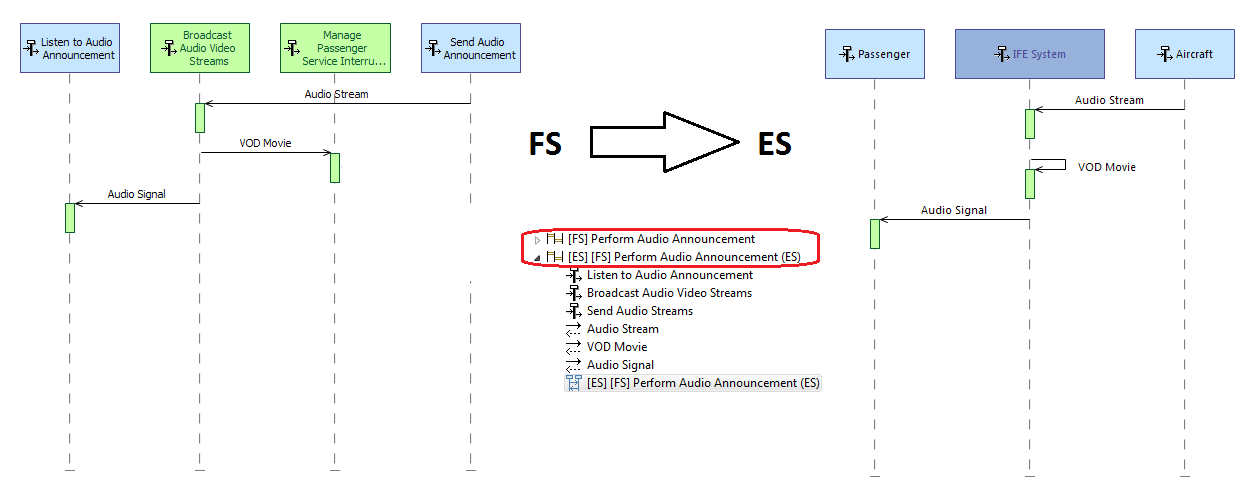 Listen to Audio
Announcement
Broadcast
Audio Video
Streams
Manage
Passenger
Service Interru...
Send Audio
Announcement
Audio Stream
VOD Movie
Audio Signal
FS
ES
[FS] Perform Audio Announcement
[ES] [FS] Perform Audio Announcement (ES)
Listen to Audio Announcement
Broadcast Audio Video Streams
Send Audio Streams
Audio Stream
VOD Movie
Audio Signal
[ES] [FS] Perform Audio Announcement (ES)
Passenger
IFE System
Aircraft
Audio Stream
VOD Movie
Audio Signal